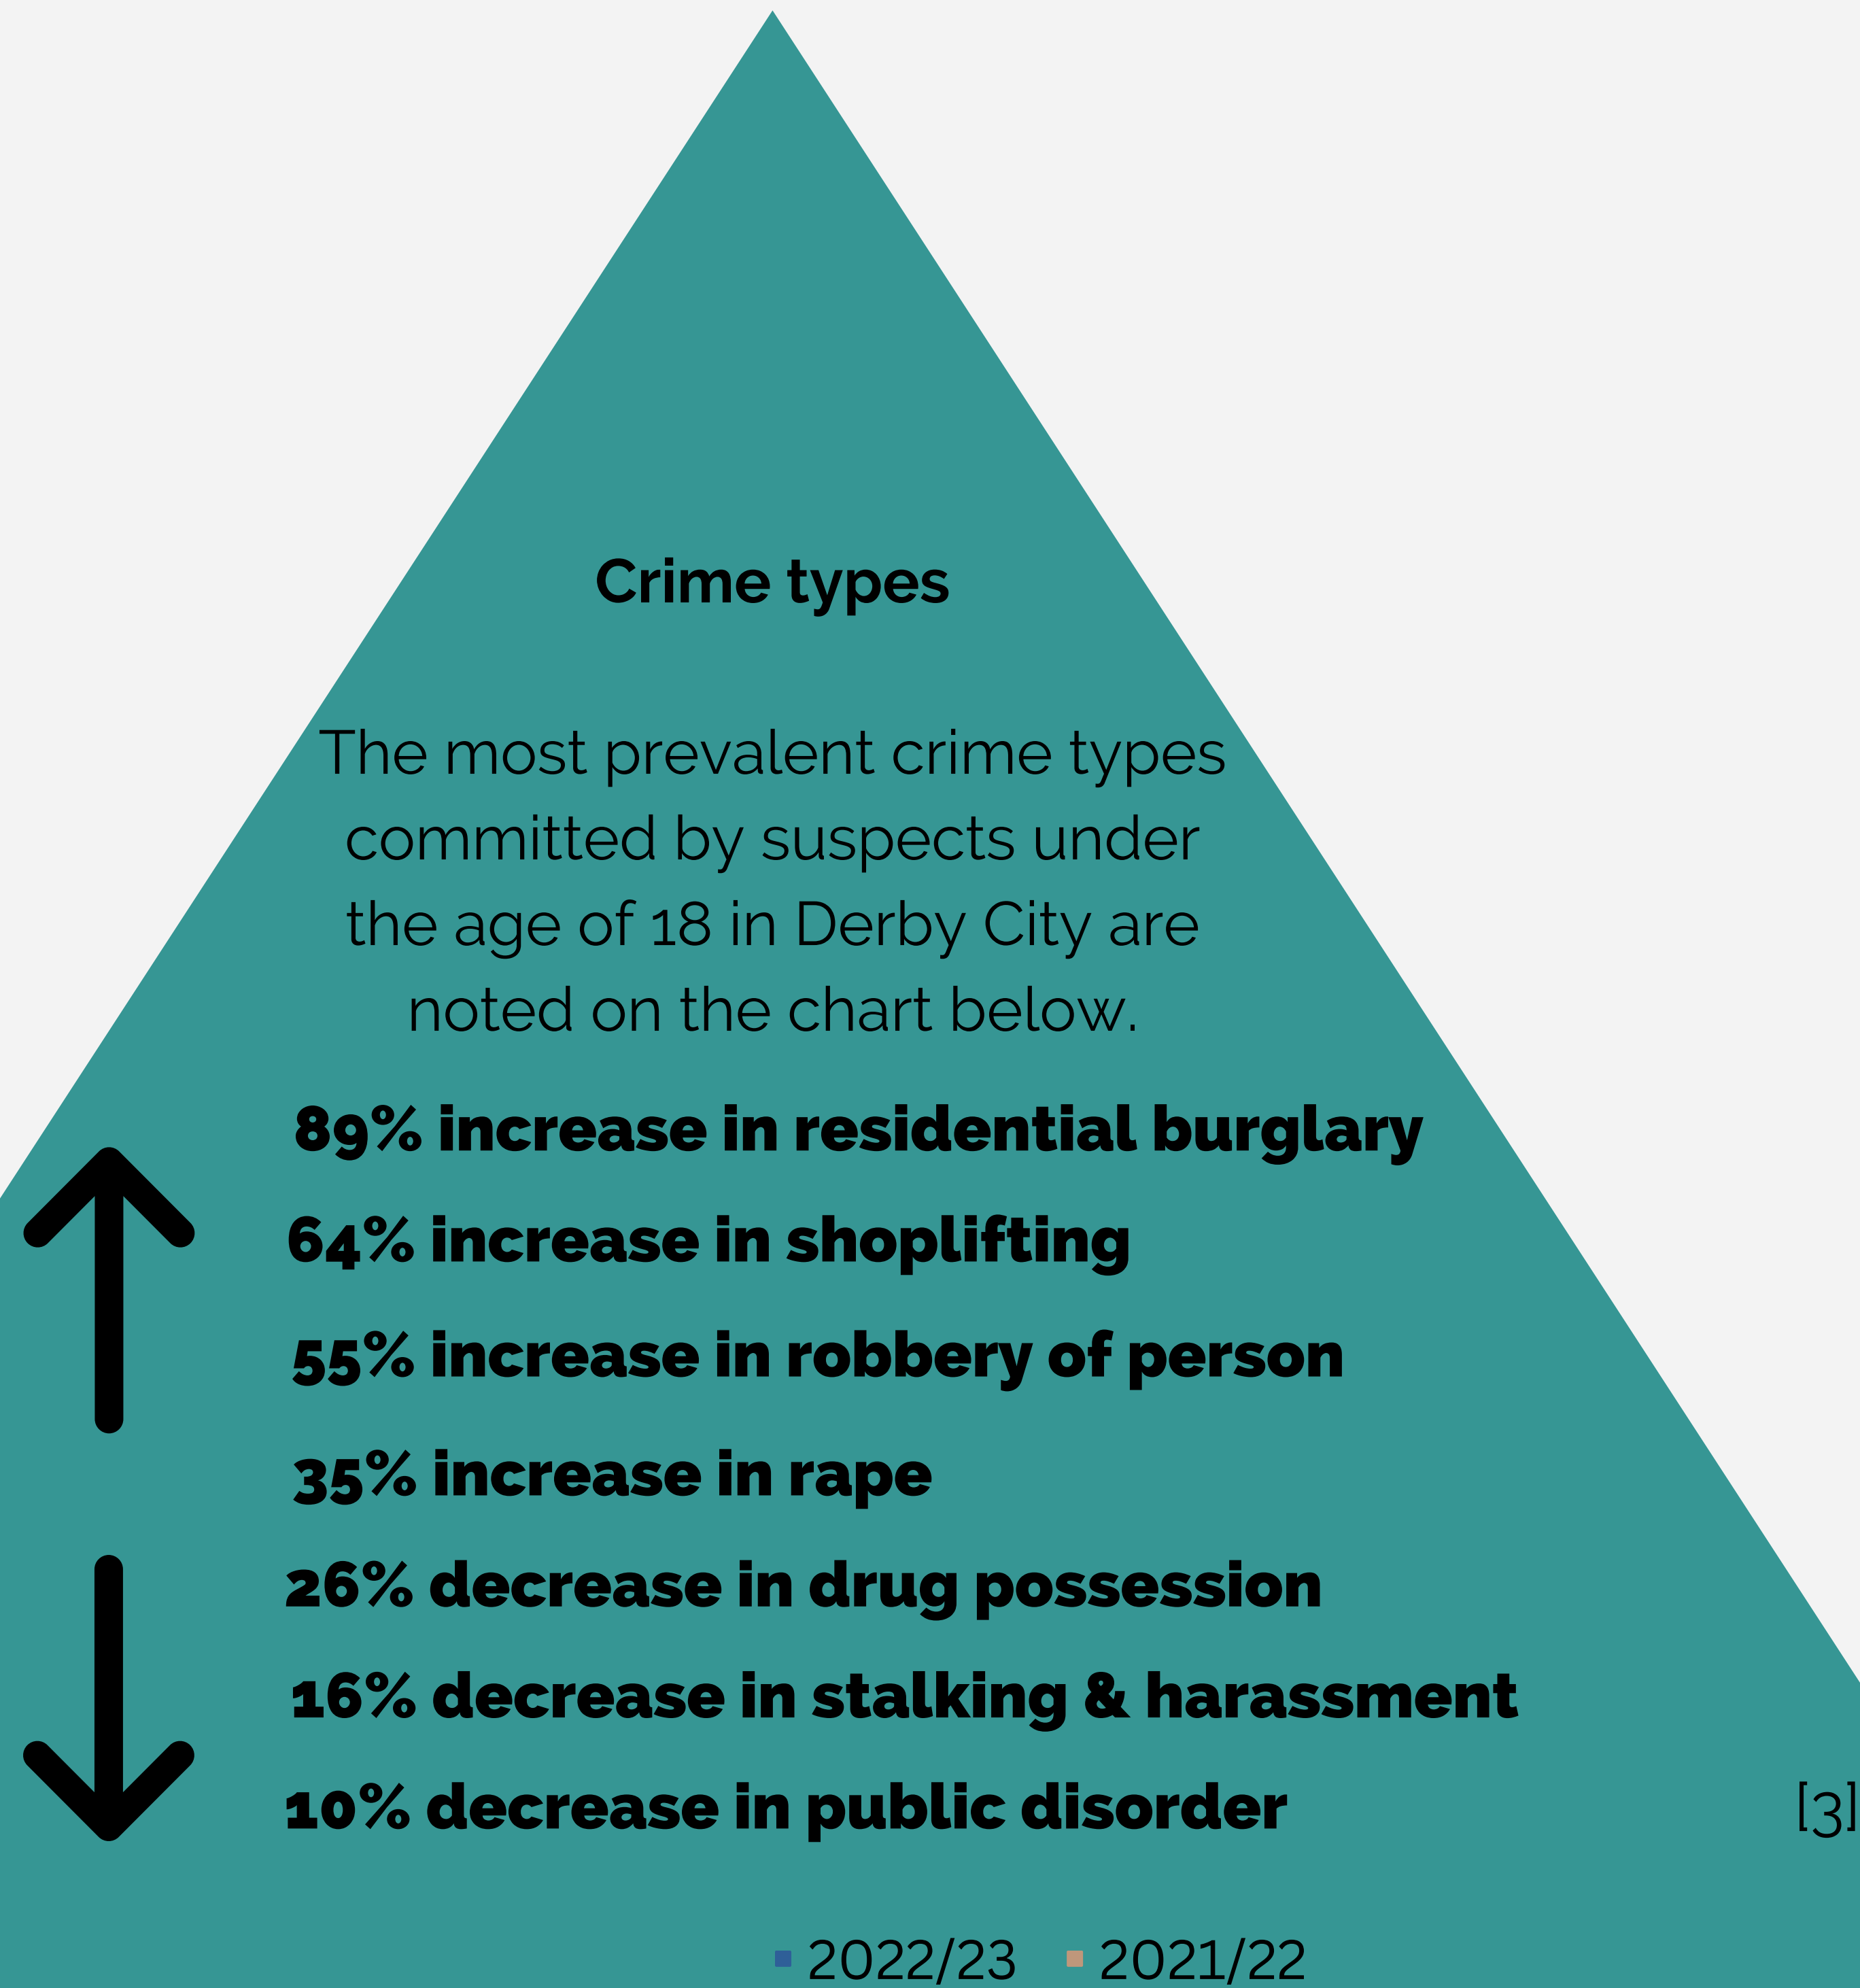 Crime types
The most prevalent crime types
committed by suspects under
the age of 18 in Derby City are
noted on the chart below.
89% increase in residential burglary
64% increase in shoplifting
55% increase in robbery of person
35% increase in rape
26% decrease in drug possession
16% decrease in stalking & harassment
10% decrease in public disorder
[3]
2022/23 2021/22